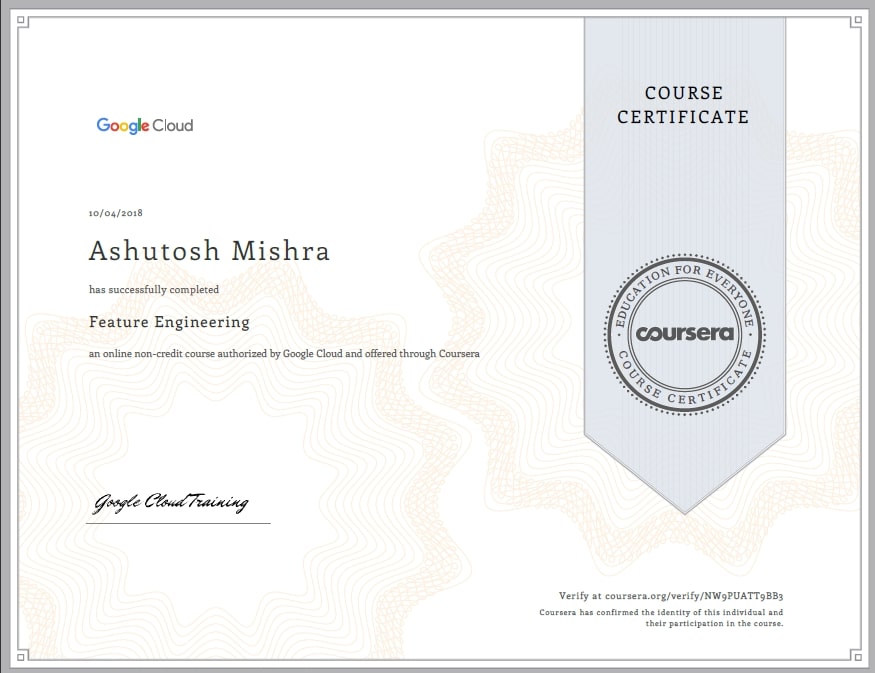 COURSE
CERTIFICATE
Google Cloud
10/04/2018
Ashutosh Mishra
has successfully completed
Feature Engineering
an online non-credit course authorized by Google Cloud and offered through Coursera
EDUCATION FOR EVERYONE
coursera
COURSE CERTIFICATE
Google Cloud Training
Verify at coursera.org/verify/NW9PUATT9BB3
Coursera has confirmed the identity of this individual and
their participation in the course.